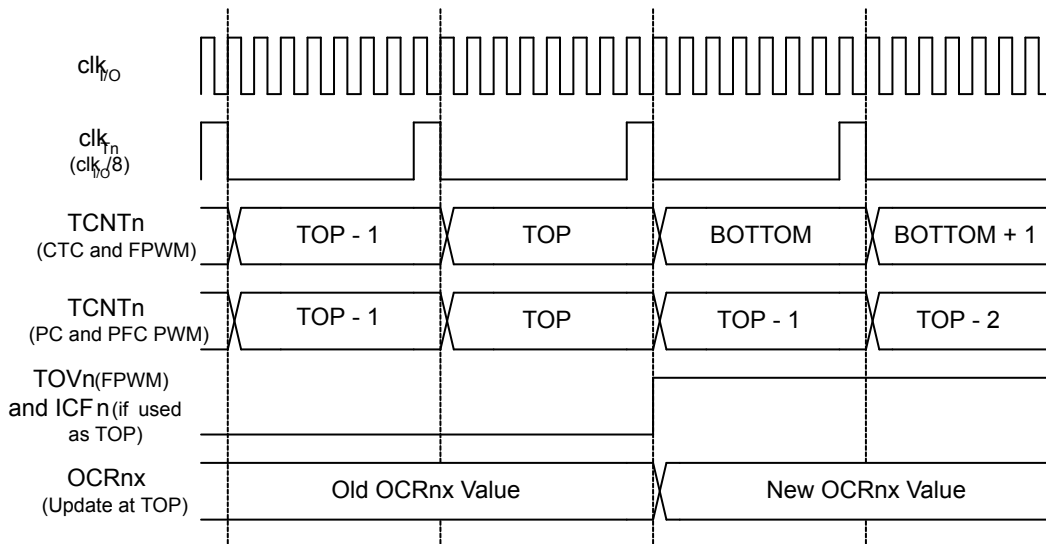 clkI/O
clkTn
(clkI/O/8)
TCNTn
(CTC and FPWM)
TOP - 1
TOP
BOTTOM
BOTTOM + 1
TCNTn
(PC and PFC PWM)
TOP - 1
TOP
TOP - 1
TOP - 2
TOVn(FPWM)
and ICFn(if used
as TOP)
OCRnx
(Update at TOP)
Old OCRnx Value
New OCRnx Value